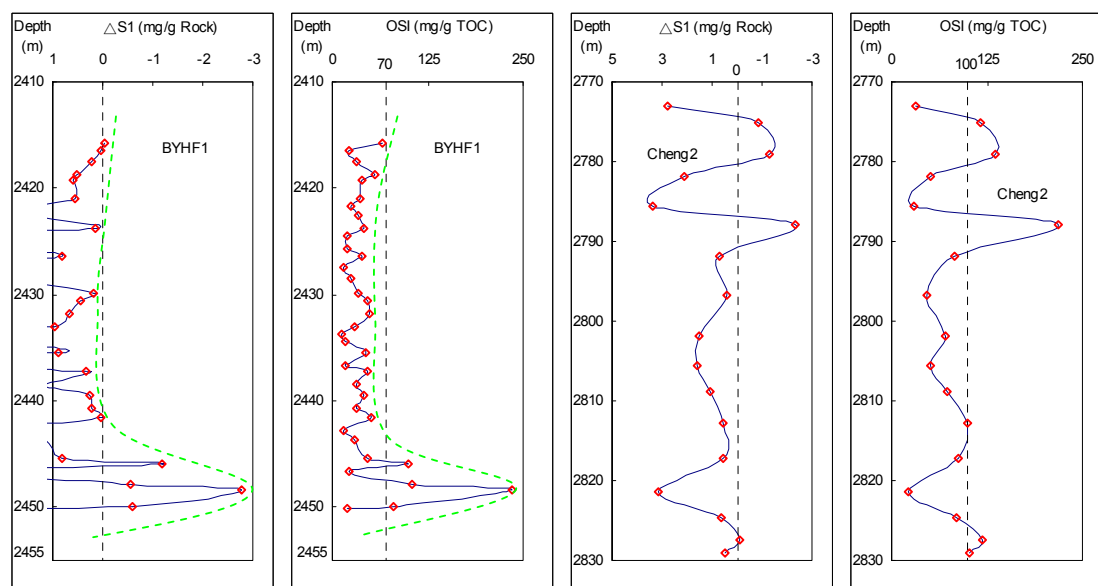 Depth △S1 (mg/g Rock)
(m)
1 0 -1 -2 -3
2410
2420
2430
2440
2450
2455
BYHF1
Depth OSI (mg/g TOC)
(m)
0 70 125 250
2410
2420
2430
2440
2450
2455
BYHF1
Depth △S1 (mg/g Rock)
(m)
5 3 1 0 -1 -3
2770
2780
2790
2800
2810
2820
2830
Cheng2
Depth OSI (mg/g TOC)
(m)
0 100 125 250
2770
2780
2790
2800
2810
2820
2830
Cheng2